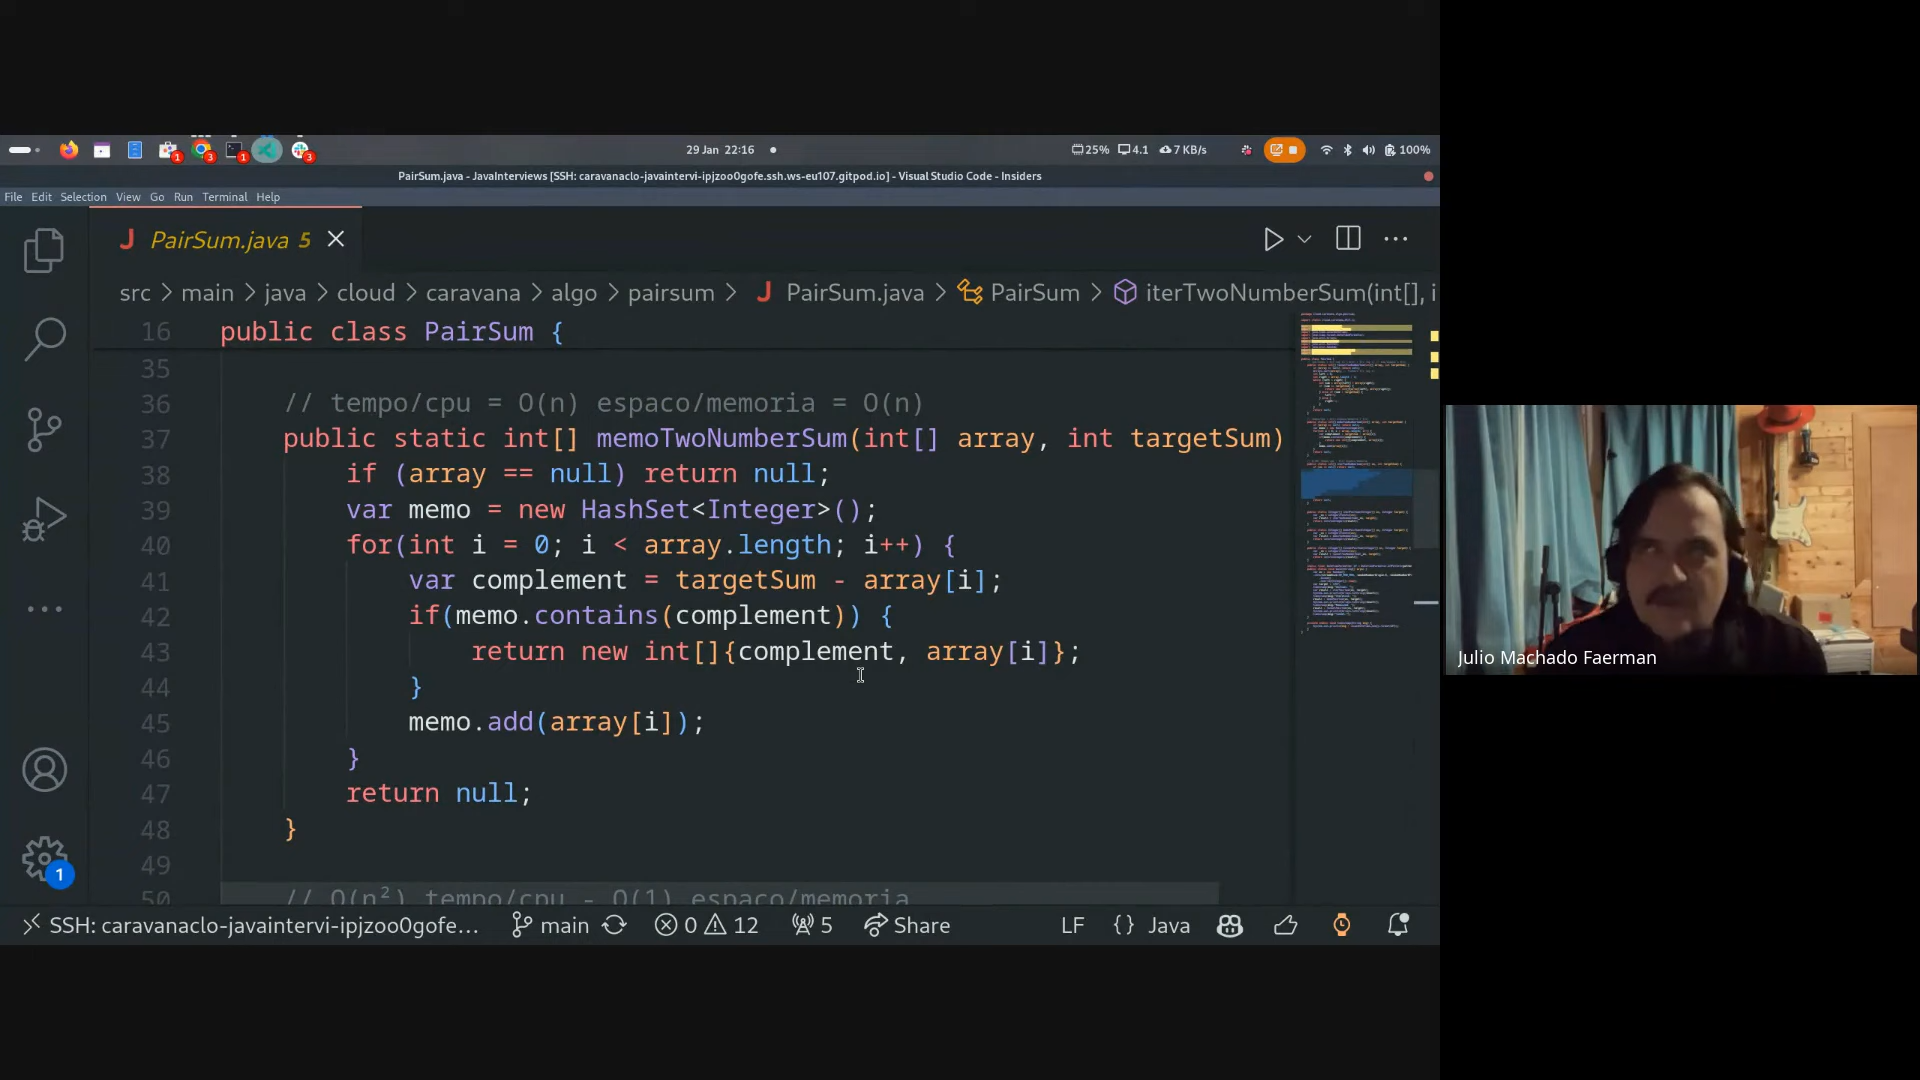 29 Jan 22:16
25% 4.1 7 KB/s 100%
PairSum.java - JavaInterviews [SSH: caravanaclo-javaintervi-ipjzoo0gofe.ssh.ws-eu107.gitpod.io] - Visual Studio Code - Insiders
File Edit Selection View Go Run Terminal Help
J PairSum.java 5
src > main > java > cloud > caravana > algo > pairsum > J PairSum.java > PairSum > iterTwoNumberSum(int[], i
16 public class PairSum {
35
36 // tempo/cpu = O(n) espaco/memoria = O(n)
37 public static int[] memoTwoNumberSum(int[] array, int targetSum)
38 if (array == null) return null;
39 var memo = new HashSet<Integer>();
40 for(int i = 0; i < array.length; i++) {
41 var complement = targetSum - array[i];
42 if(memo.contains(complement)) {
43 return new int[]{complement, array[i]};
44 }
45 memo.add(array[i]);
46 }
47 return null;
48 }
49
50 // O(n²) tempo/cpu - O(1) espaco/memoria
1
SSH: caravanaclo-javaintervi-ipjzoo0gofe... main 0 12 5 Share LF {} Java
Julio Machado Faerman